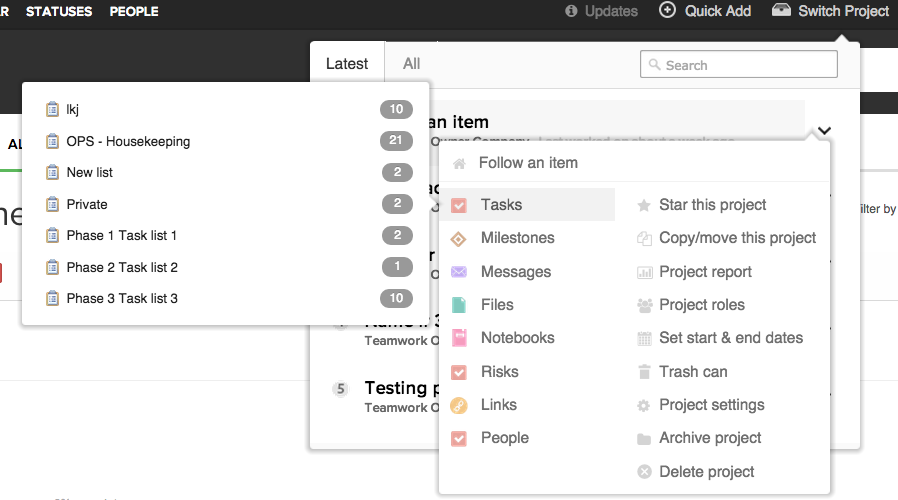 STATUSES PEOPLE Updates Quick Add Switch Project
Latest All Search
lkj 10
OPS - Housekeeping 21
New list 2
Private 2
Phase 1 Task list 1 2
Phase 2 Task list 2 1
Phase 3 Task list 3 10
an item
Follow an item
Tasks Star this project
Milestones Copy/move this project
Messages Project report
Files Project roles
Notebooks Set start & end dates
Risks Trash can
Links Project settings
People Archive project
Delete project
ilter by
Teamwork O
5 Testing p
Teamwork O